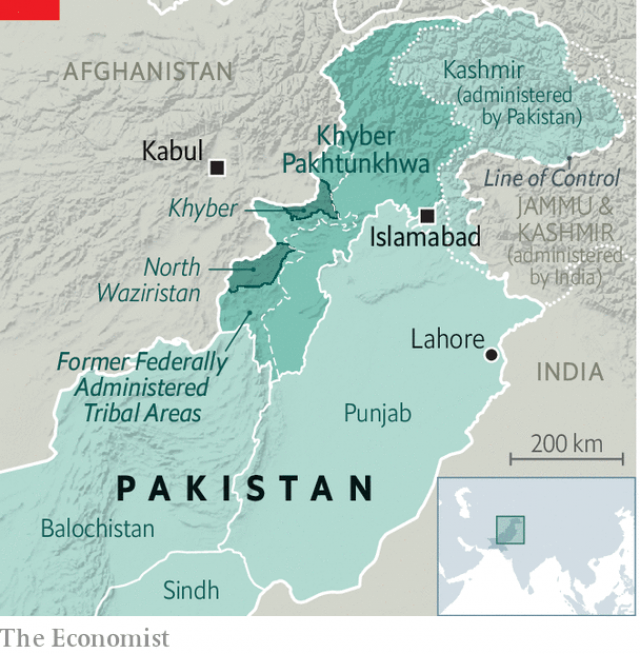 AFGHANISTAN
Kashmir
(administered
by Pakistan)
Khyber
Pakhtunkhwa
Kabul
Line of Control
Khyber
JAMMU &
KASHMIR
(administered
by India)
Islamabad
North
Waziristan
Lahore
Former Federally
Administered
Tribal Areas
INDIA
Punjab
200 km
PAKISTAN
Balochistan
Sindh
The Economist